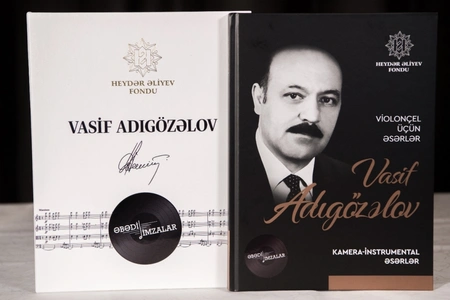 HEYDƏR ƏLİYEV
FONDU
VASİF ADIGÖZƏLOV
ƏBƏDİ
İMZALAR
HEYDƏR ƏLİYEV
FONDU
VİOLONÇEL
ÜÇÜN
ƏSƏRLƏR
Vasif
Adıgözəlov
ƏBƏDİ
İMZALAR
KAMERA-İNSTRUMENTAL
ƏSƏRLƏR